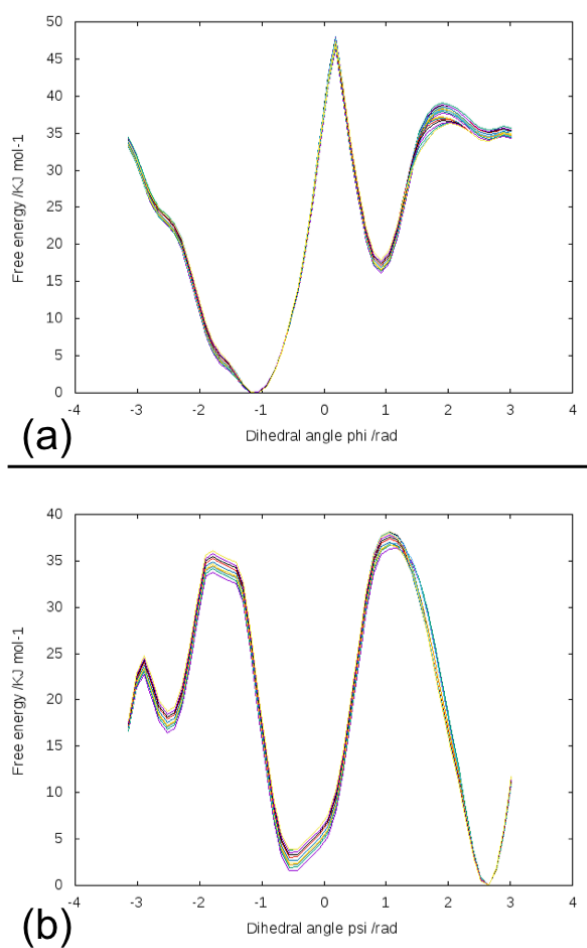 50
45
40
35
30
25
20
15
10
5
0
Free energy /KJ mol-1
-4 -3 -2 -1 0 1 2 3 4
Dihedral angle phi /rad
(a)
40
35
30
25
20
15
10
5
0
Free energy /KJ mol-1
-4 -3 -2 -1 0 1 2 3 4
Dihedral angle psi /rad
(b)